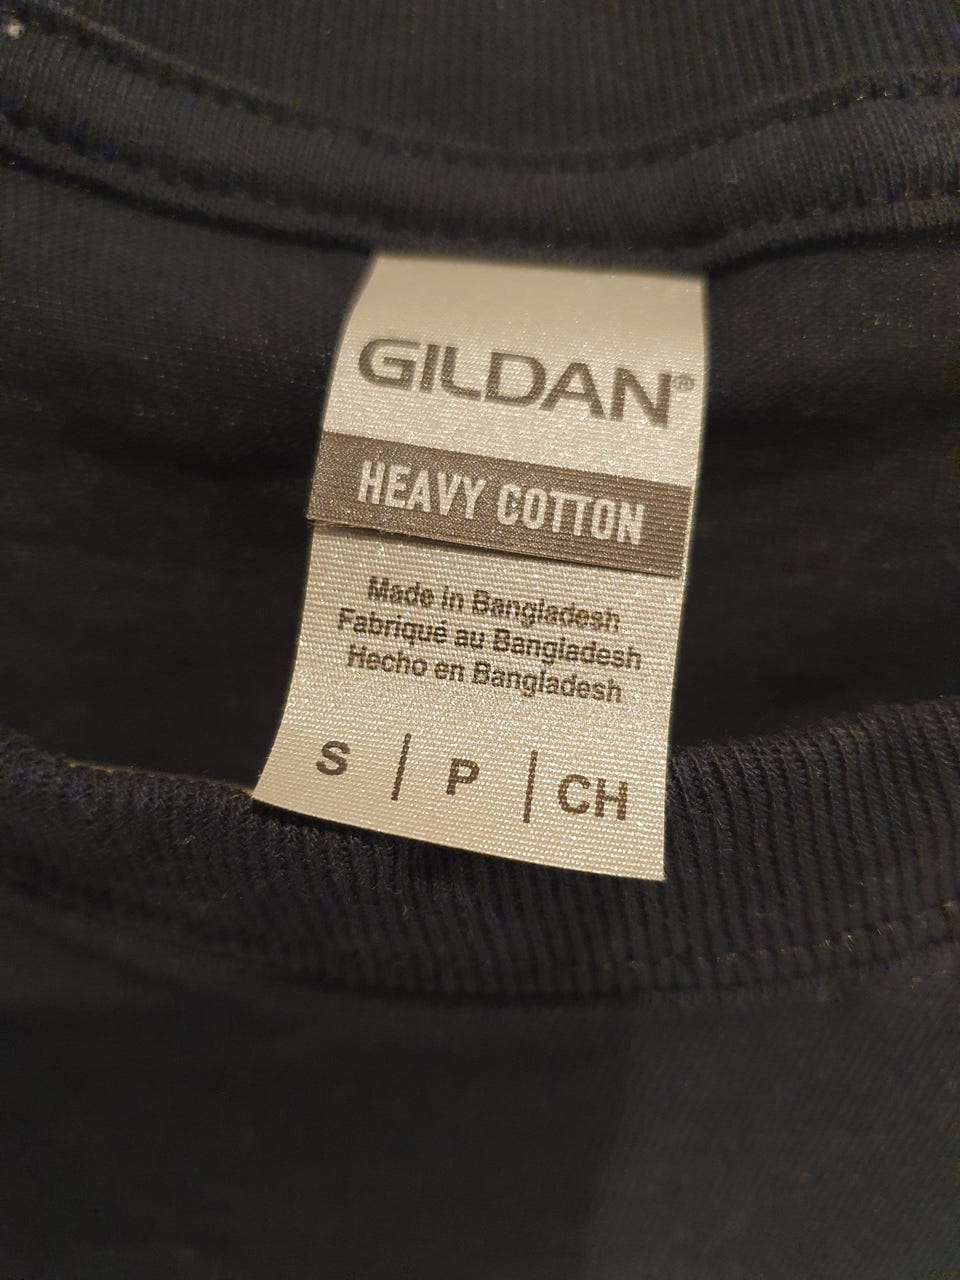 GILDAN®
HEAVY COTTON
Made in Bangladesh
Fabriqué au Bangladesh
Hecho en Bangladesh
S | P | CH